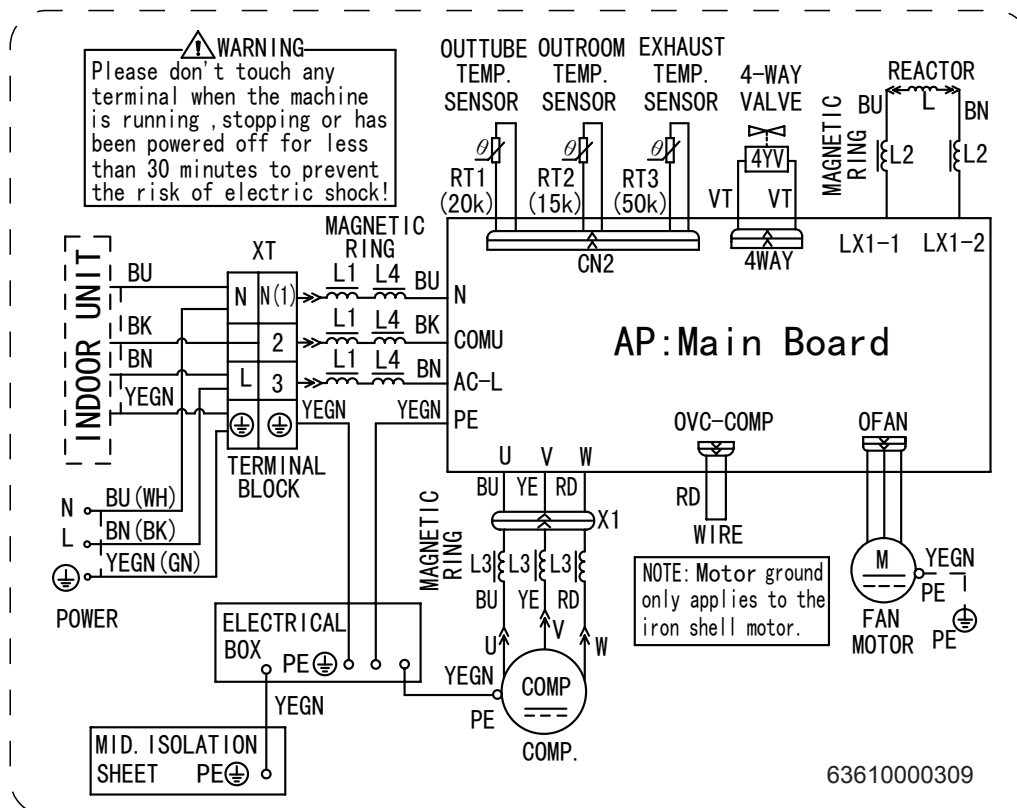 WARNING
Please don't touch any
terminal when the machine
is running ,stopping or has
been powered off for less
than 30 minutes to prevent
the risk of electric shock!
OUTTUBE OUTROOM EXHAUST
TEMP. TEMP. TEMP.
SENSOR SENSOR SENSOR
4-WAY
VALVE
REACTOR
BU L BN
MAGNETIC
RING
L2 L2
θ θ θ
4YV
RT1 RT2 RT3
(20k) (15k) (50k)
VT VT
CN2
4WAY
LX1-1 LX1-2
INDOOR UNIT
BU
BK
BN
YEGN
XT
N N(1)
2
L 3
TERMINAL
BLOCK
MAGNETIC
RING
L1 L4 BU N
L1 L4 BK COMU
L1 L4 BN AC-L
YEGN YEGN PE
AP:Main Board
OVC-COMP
OFAN
U V W
BU YE RD
X1
MAGNETIC
RING
L3 L3 L3
BU YE RD
U V W
RD
WIRE
N BU(WH)
L BN(BK)
YEGN(GN)
POWER
NOTE: Motor ground
only applies to the
iron shell motor.
M
YEGN
PE
FAN
MOTOR
PE
ELECTRICAL
BOX PE
YEGN
YEGN
PE
COMP
COMP.
MID. ISOLATION
SHEET PE
63610000309